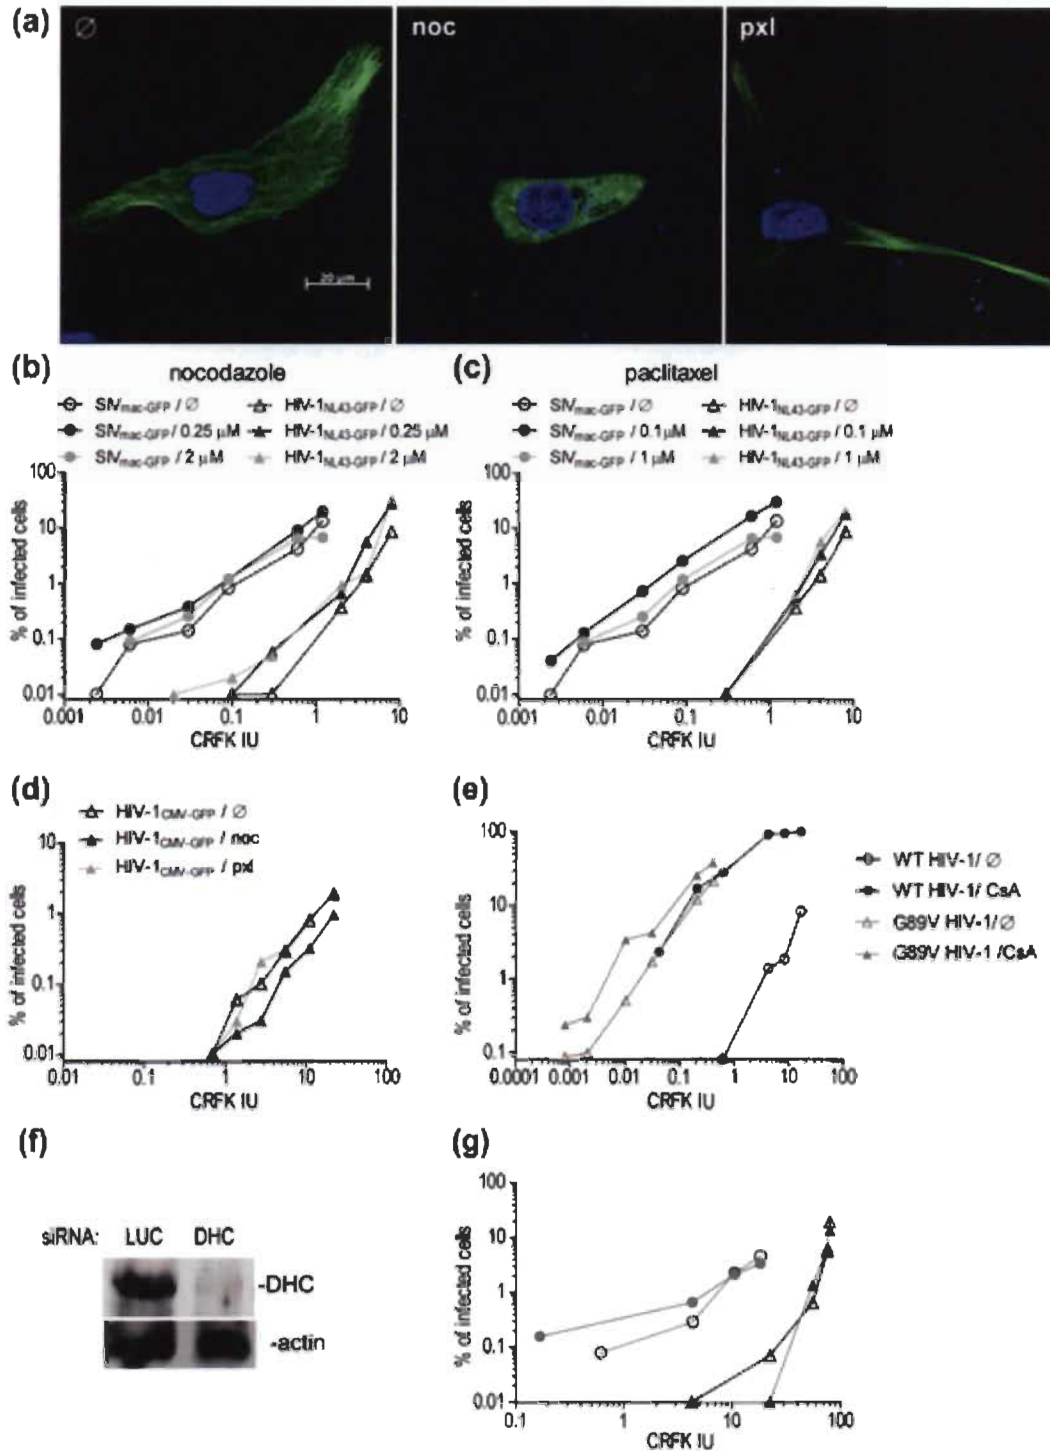 (a)
∅
noc
pxl
20 µm
(b)
nocodazole
SIVmac-GFP / ∅
HIV-1NL43-GFP / ∅
SIVmac-GFP / 0.25 µM
HIV-1NL43-GFP / 0.25 µM
SIVmac-GFP / 2 µM
HIV-1NL43-GFP / 2 µM
100
10
1
0.1
0.01
% of infected cells
0.001
0.01
0.1
1
10
CRFK IU
(c)
paclitaxel
SIVmac-GFP / ∅
HIV-1NL43-GFP / ∅
SIVmac-GFP / 0.1 µM
HIV-1NL43-GFP / 0.1 µM
SIVmac-GFP / 1 µM
HIV-1NL43-GFP / 1 µM
100
10
1
0.1
0.01
% of infected cells
0.001
0.01
0.1
1
10
CRFK IU
(d)
HIV-1CMV-GFP / ∅
HIV-1CMV-GFP / noc
HIV-1CMV-GFP / pxl
10
1
0.1
0.01
% of infected cells
0.01
0.1
1
10
100
CRFK IU
(e)
100
10
1
0.1
% of infected cells
0.0001
0.001
0.01
0.1
1
10
100
CRFK IU
WT HIV-1/ ∅
WT HIV-1/ CsA
G89V HIV-1/∅
G89V HIV-1 /CsA
(f)
siRNA: LUC DHC
-DHC
-actin
(g)
100
10
1
0.1
0.01
% of infected cells
0.1
1
10
100
CRFK IU